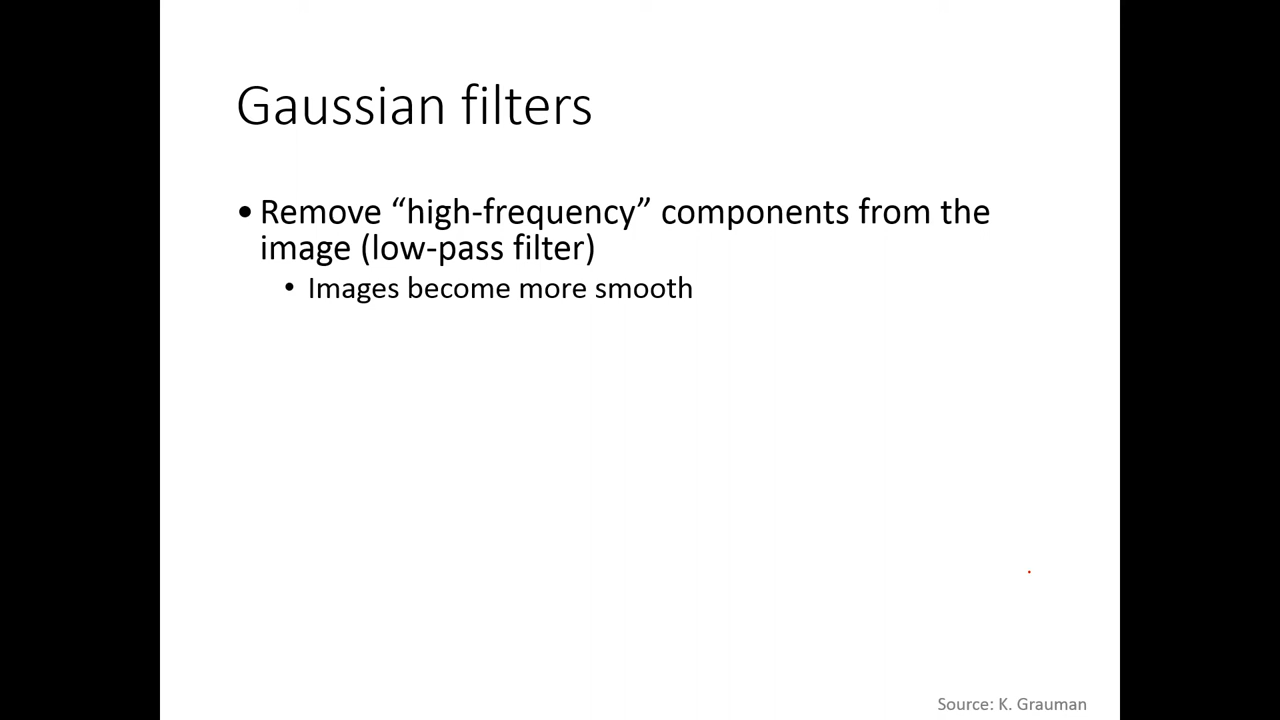 Gaussian filters
• Remove “high-frequency” components from the
image (low-pass filter)
• Images become more smooth
Source: K. Grauman